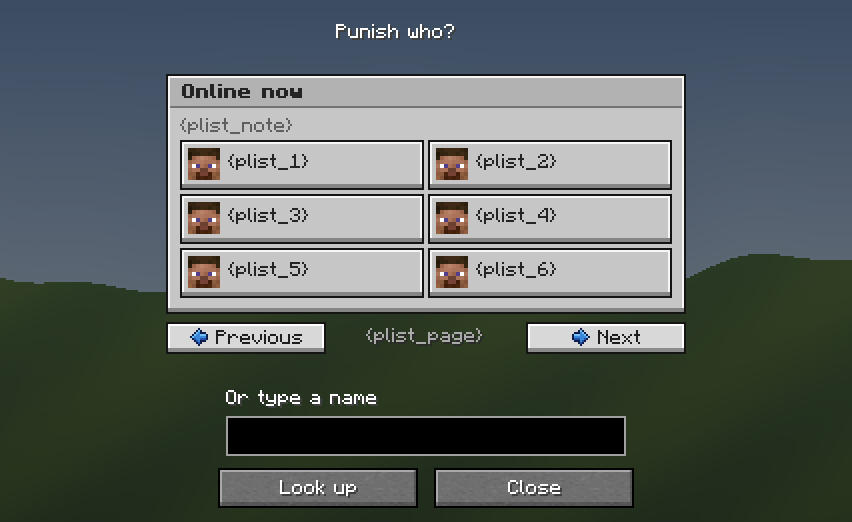 Punish who?
Online now
{plist_note}
{plist_1} {plist_2}
{plist_3} {plist_4}
{plist_5} {plist_6}
Previous {plist_page} Next
Or type a name
Look up Close